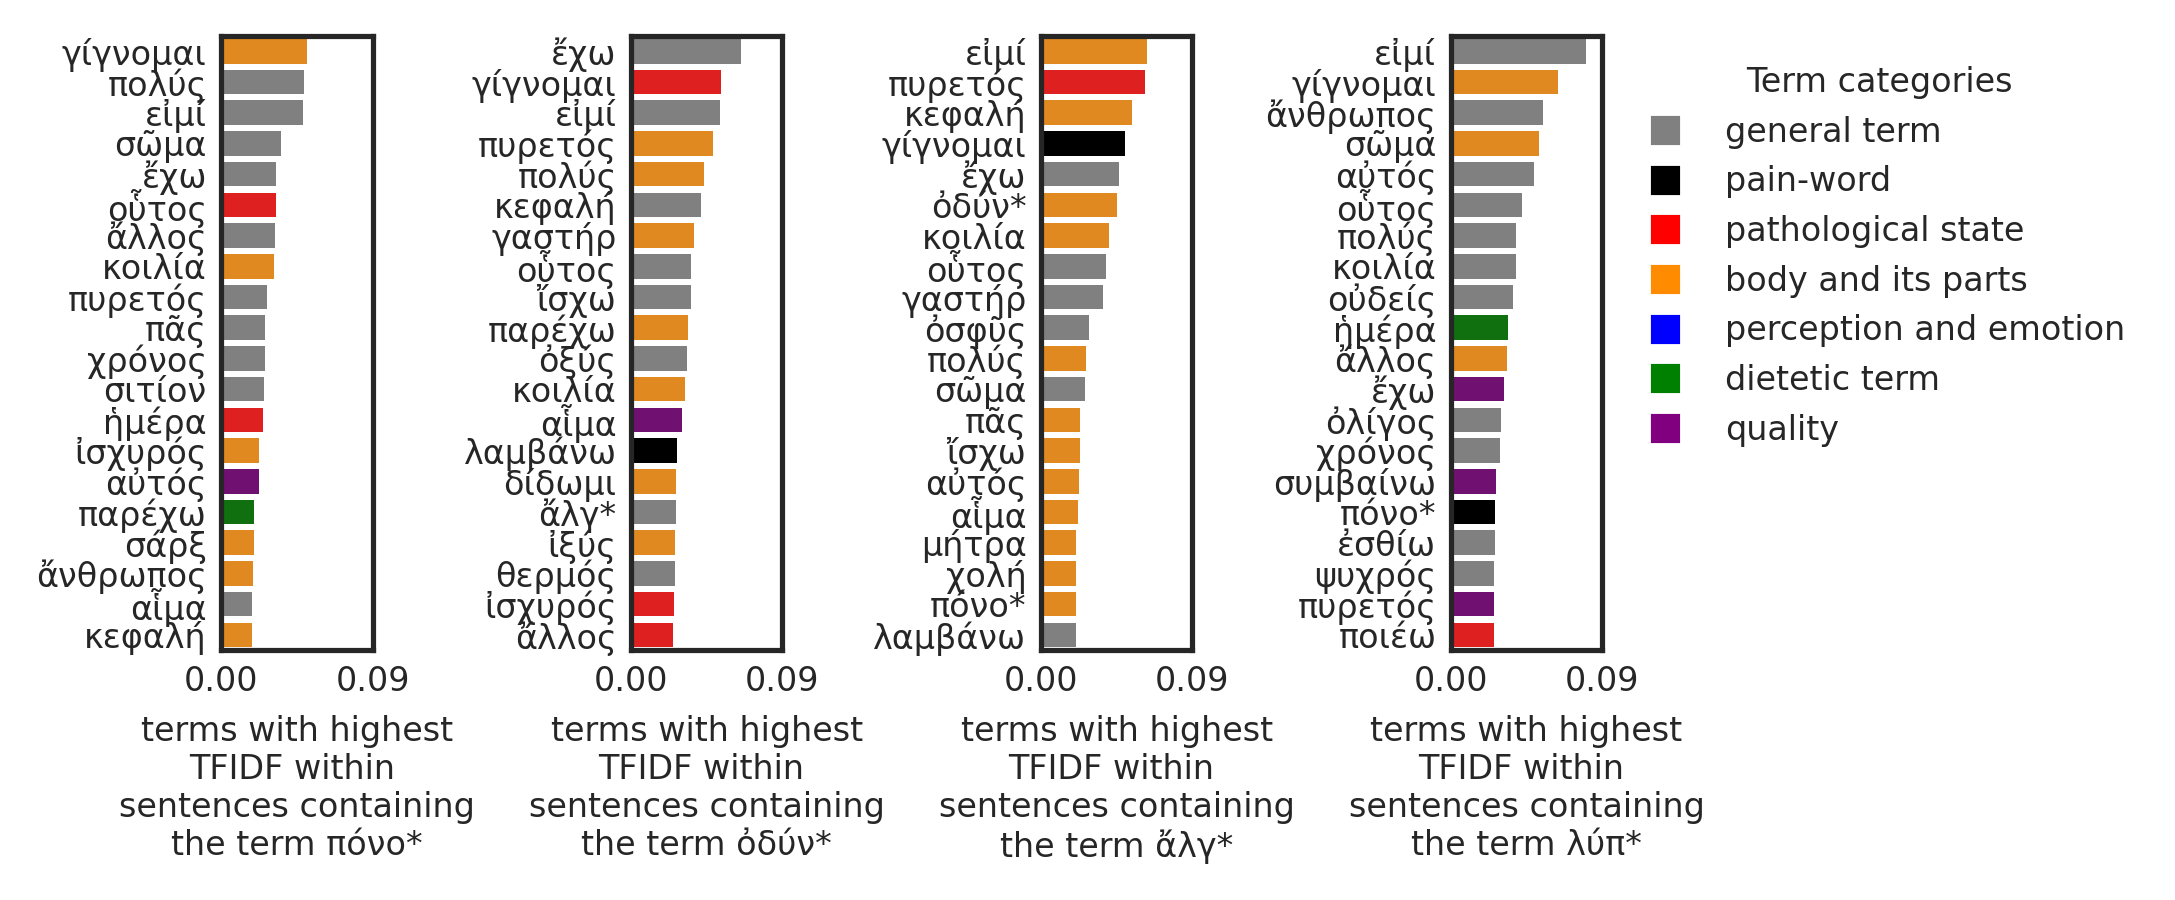 γίγνομαι
πολύς
εἰμί
σῶμα
ἔχω
οὗτος
ἄλλος
κοιλία
πυρετός
πᾶς
χρόνος
σιτίον
ἡμέρα
ἰσχυρός
αὐτός
παρέχω
σάρξ
ἄνθρωπος
αἷμα
κεφαλή
0.00 0.09
terms with highest
TFIDF within
sentences containing
the term πόνο*
ἔχω
γίγνομαι
εἰμί
πυρετός
πολύς
κεφαλή
γαστήρ
οὗτος
ἴσχω
παρέχω
ὀξύς
κοιλία
αἷμα
λαμβάνω
δίδωμι
ἄλγ*
ἰξύς
θερμός
ἰσχυρός
ἄλλος
0.00 0.09
terms with highest
TFIDF within
sentences containing
the term ὀδύν*
εἰμί
πυρετός
κεφαλή
γίγνομαι
ἔχω
ὀδύν*
κοιλία
οὗτος
γαστήρ
ὀσφῦς
πολύς
σῶμα
πᾶς
ἴσχω
αὐτός
αἷμα
μήτρα
χολή
πόνο*
λαμβάνω
0.00 0.09
terms with highest
TFIDF within
sentences containing
the term ἄλγ*
εἰμί
γίγνομαι
ἄνθρωπος
σῶμα
αὐτός
οὗτος
πολύς
κοιλία
οὐδείς
ἡμέρα
ἄλλος
ἔχω
ὀλίγος
χρόνος
συμβαίνω
πόνο*
ἐσθίω
ψυχρός
πυρετός
ποιέω
0.00 0.09
terms with highest
TFIDF within
sentences containing
the term λύπ*
Term categories
general term
pain-word
pathological state
body and its parts
perception and emotion
dietetic term
quality